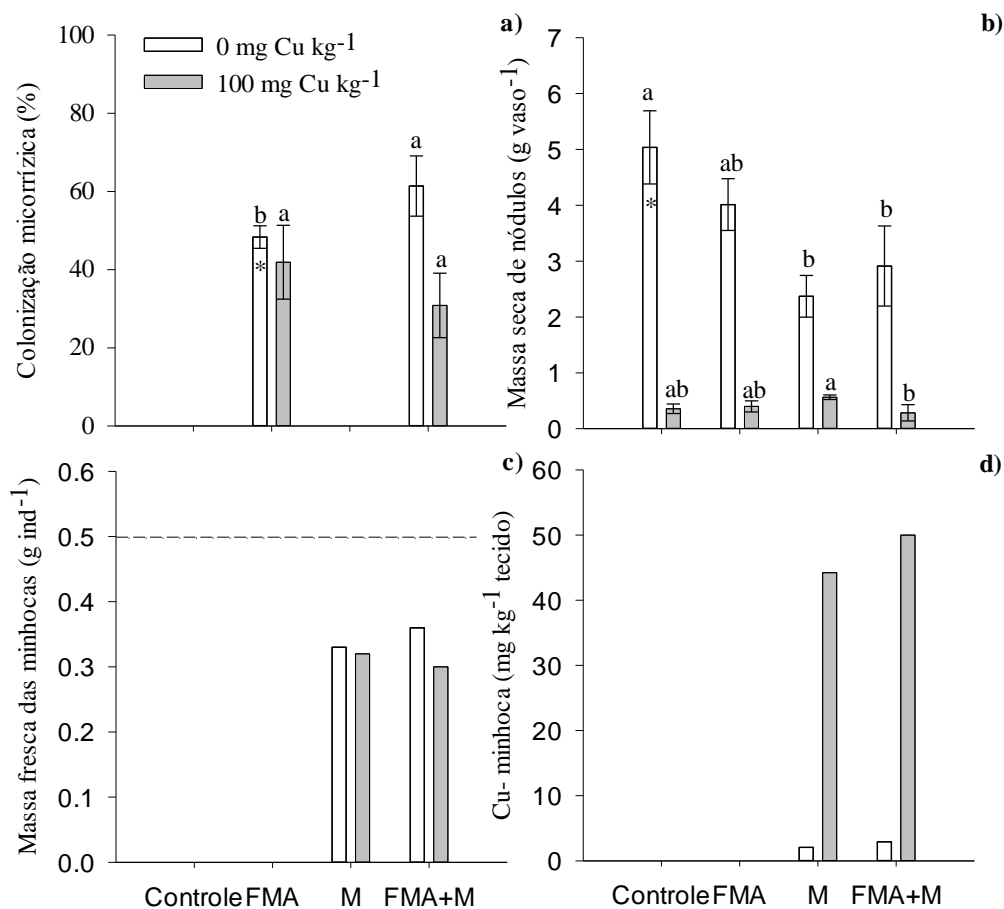 a)
100
80
60
40
20
0
Colonização micorrízica (%)
0 mg Cu kg-1
100 mg Cu kg-1
b
a
*
a
a
b)
7
6
5
4
3
2
1
0
Massa seca de nódulos (g vaso-1)
a
*
ab
ab
ab
b
a
b
b
c)
0.6
0.5
0.4
0.3
0.2
0.1
0.0
Massa fresca das minhocas (g ind-1)
Controle FMA M FMA+M
d)
60
50
40
30
20
10
0
Cu- minhoca (mg kg-1 tecido)
Controle FMA M FMA+M